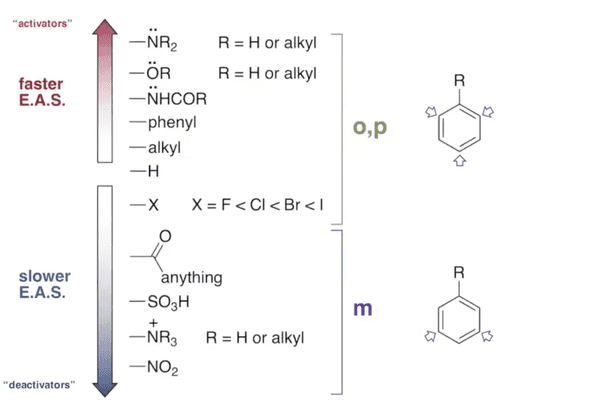 "activators"
faster
E.A.S.
—N̈R₂ R = H or alkyl
—ÖR R = H or alkyl
—N̈HCOR
—phenyl
—alkyl
—H
o,p
R
—X X = F < Cl < Br < I
slower
E.A.S.
O
anything
—SO₃H
+
—NR₃ R = H or alkyl
—NO₂
m
R
"deactivators"